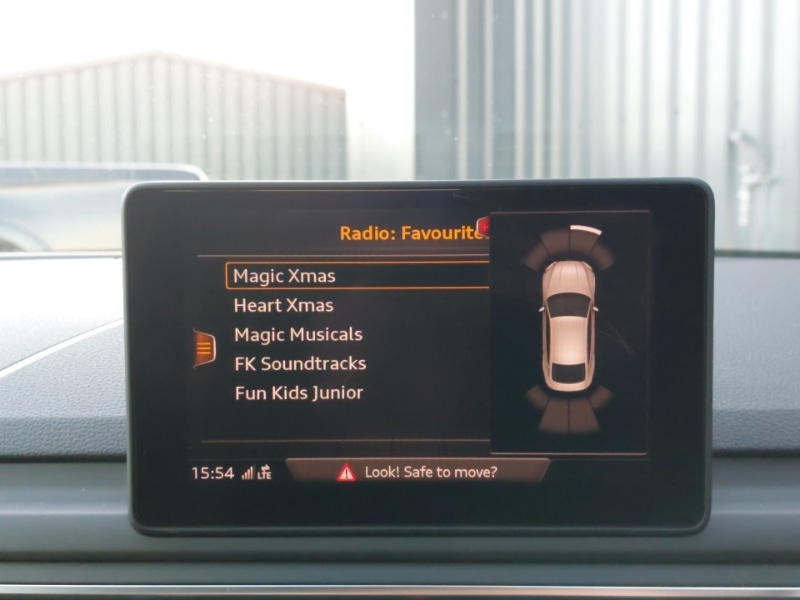 Radio: Favourite
Magic Xmas
Heart Xmas
Magic Musicals
FK Soundtracks
Fun Kids Junior
15:54 LTE
Look! Safe to move?